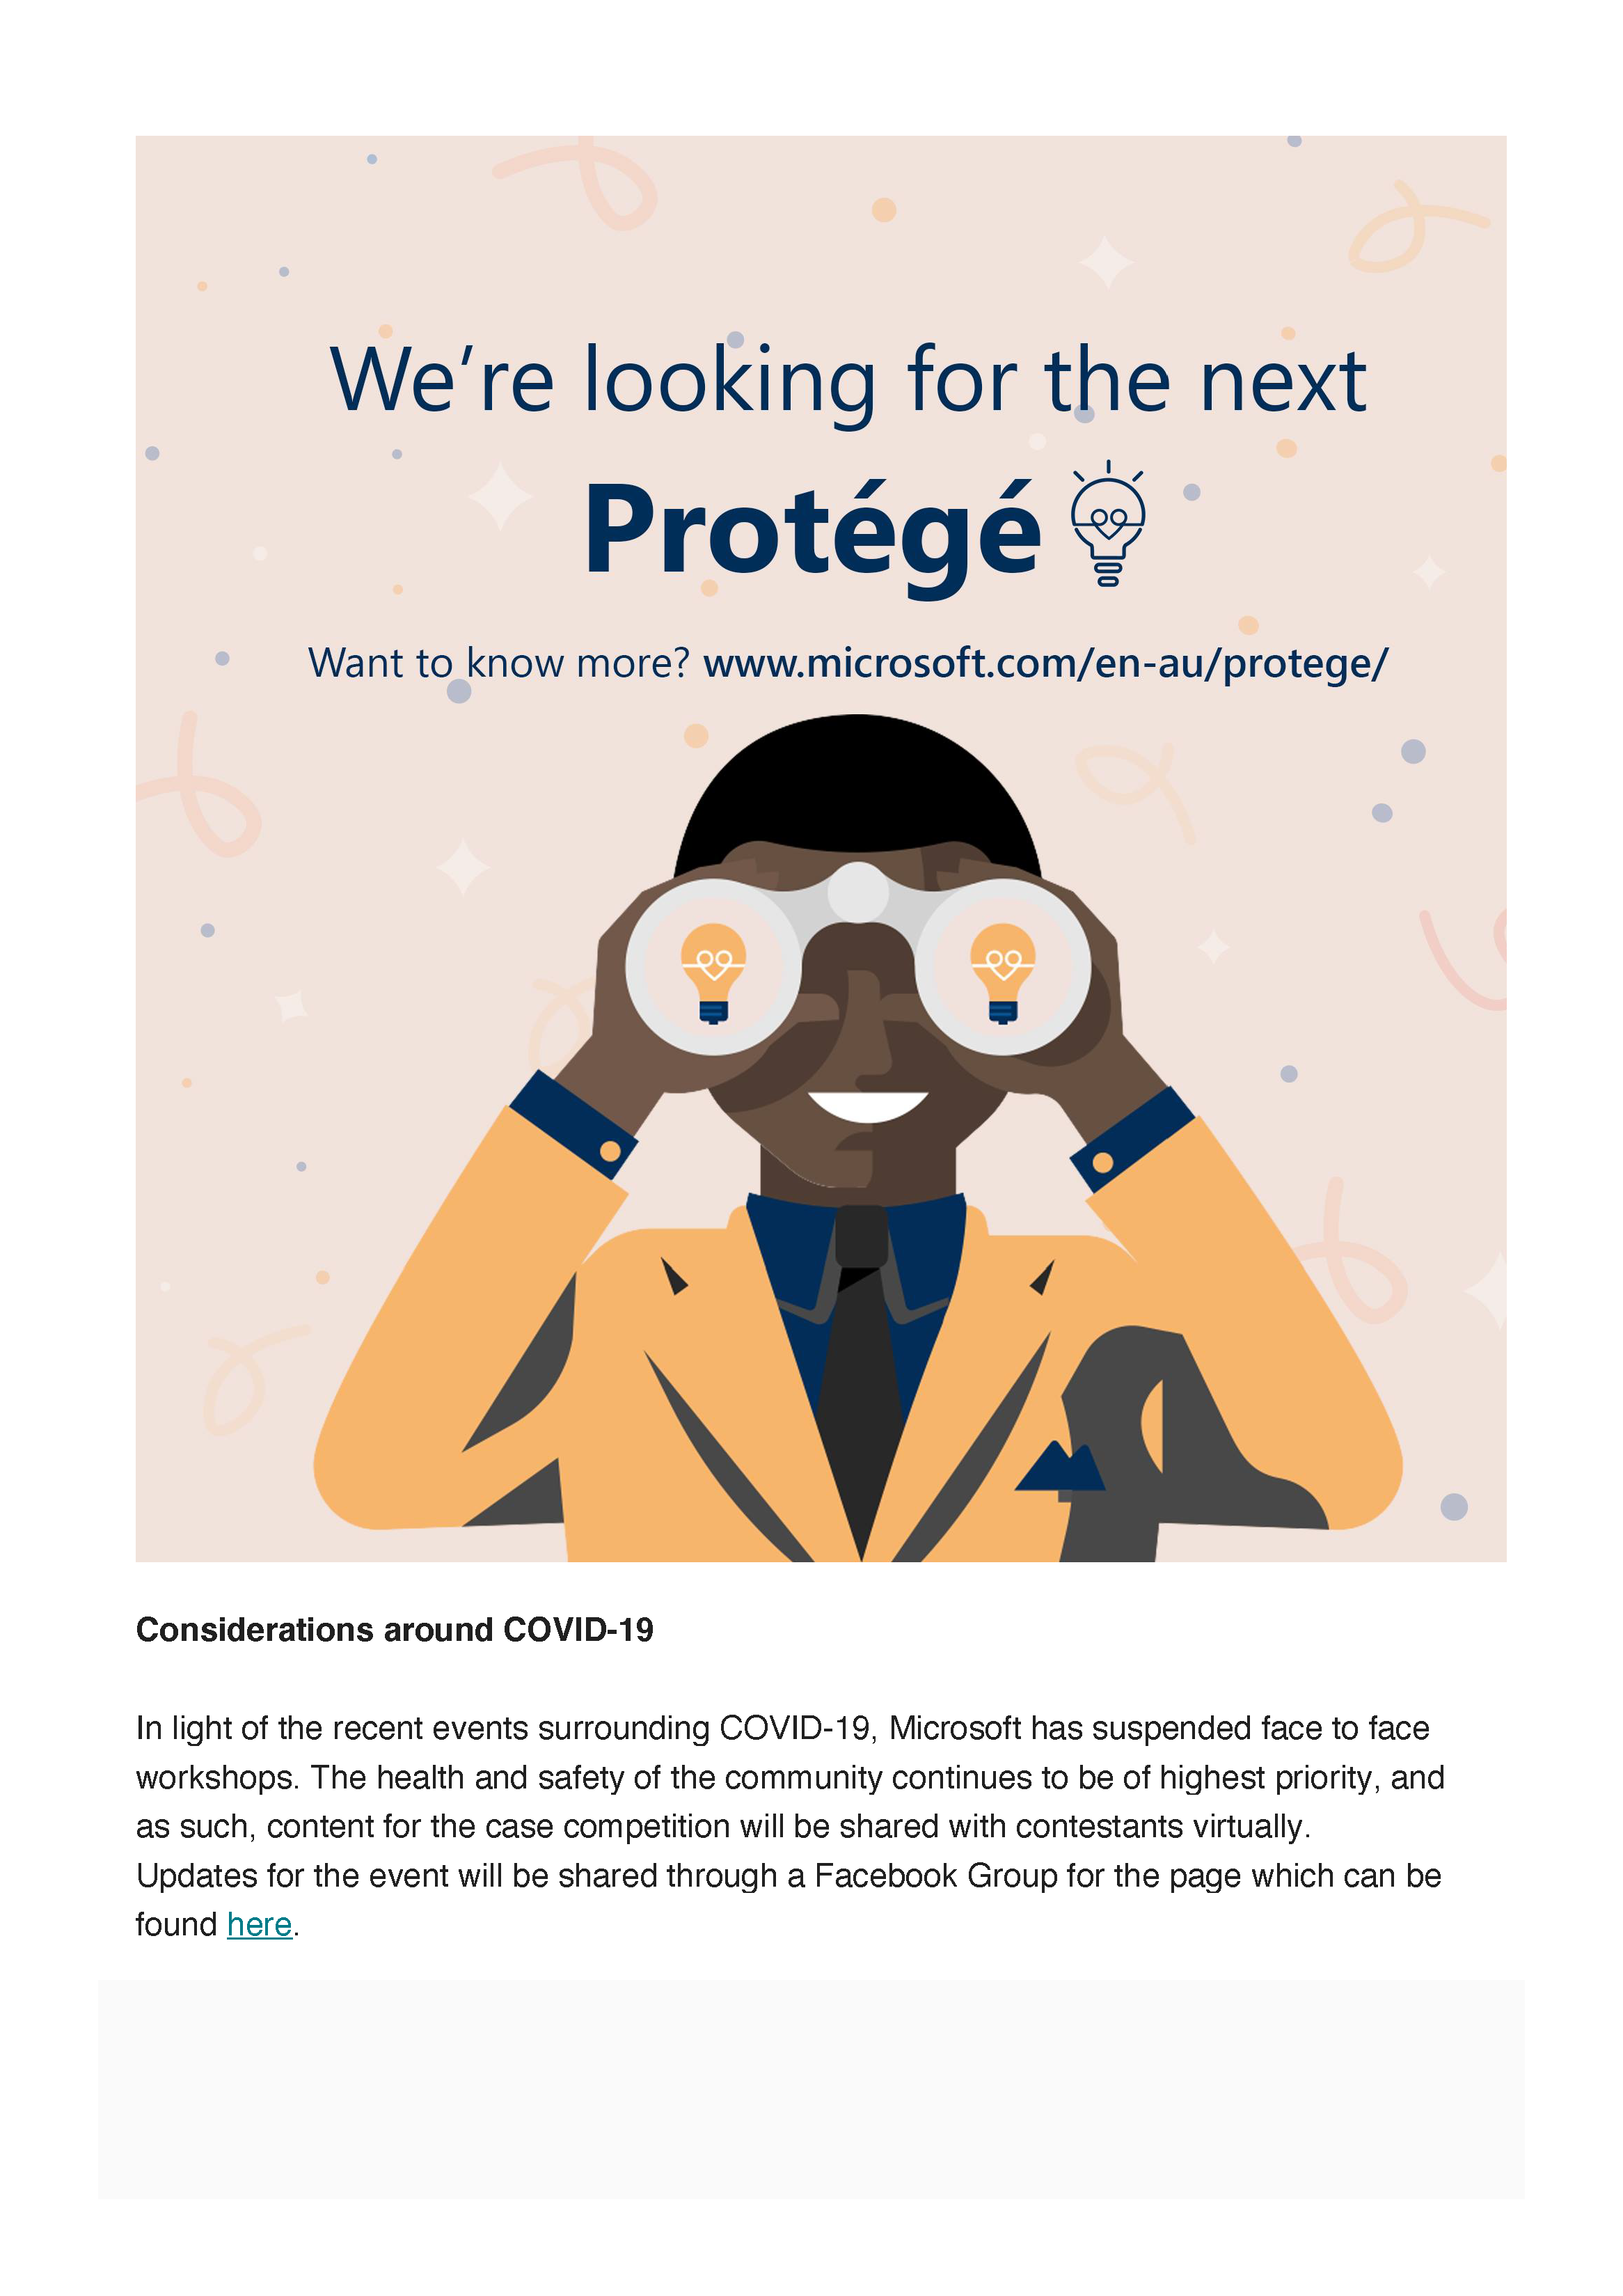 We’re looking for the next
Protégé
Want to know more? www.microsoft.com/en-au/protege/
Considerations around COVID-19
In light of the recent events surrounding COVID-19, Microsoft has suspended face to face
workshops. The health and safety of the community continues to be of highest priority, and
as such, content for the case competition will be shared with contestants virtually.
Updates for the event will be shared through a Facebook Group for the page which can be
found here.